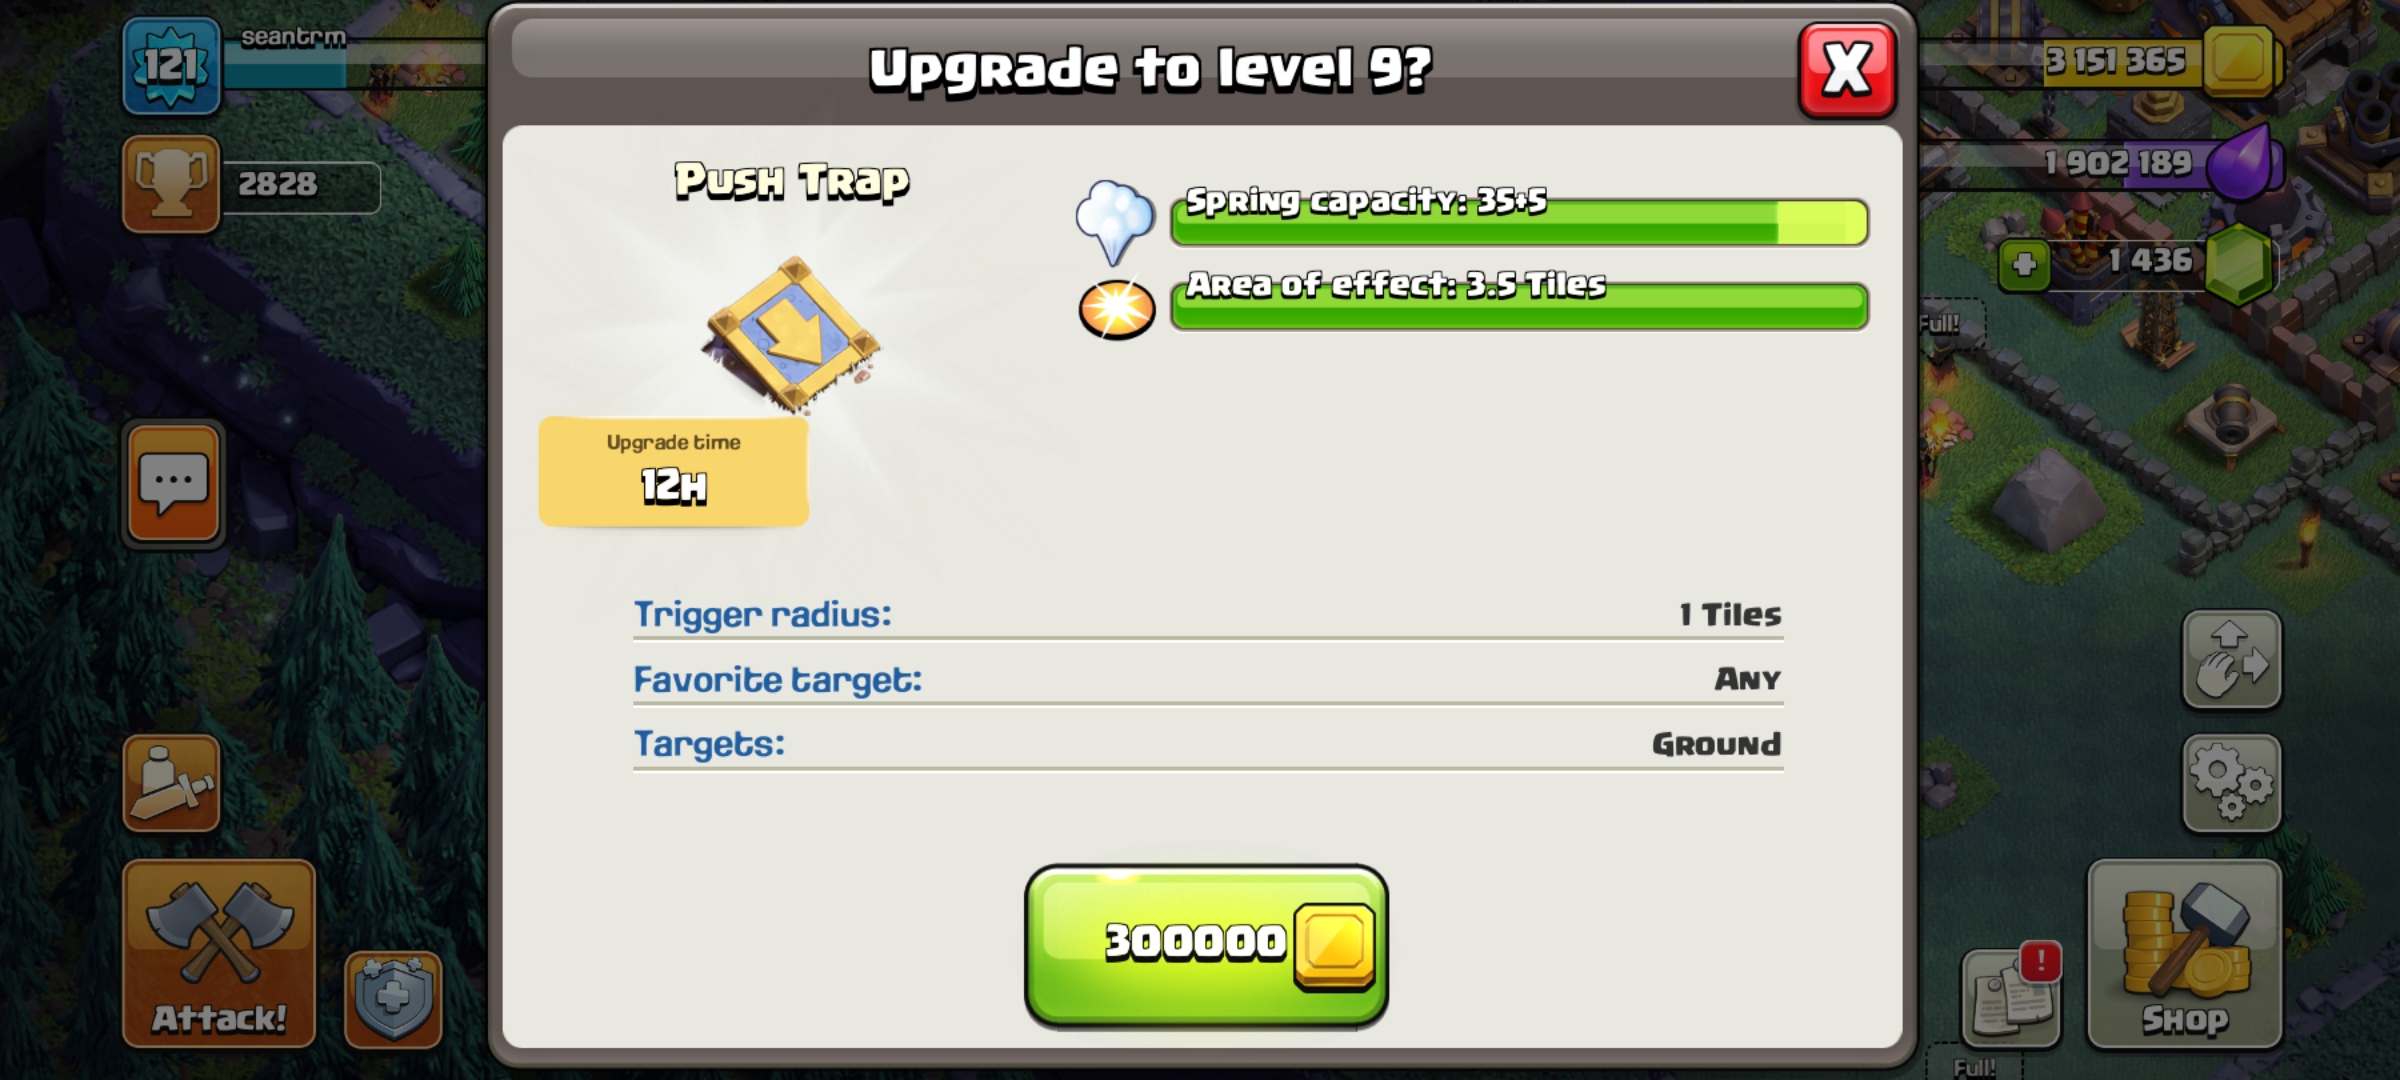 121
seantrm
2828
Upgrade to level 9?
3 151 365
1 902 189
1 436
Full!
Push Trap
Spring capacity: 35+5
Area of effect: 3.5 Tiles
Upgrade time
12H
Trigger radius: 1 Tiles
Favorite target: Any
Targets: Ground
300000
Attack!
!
Shop
Full!